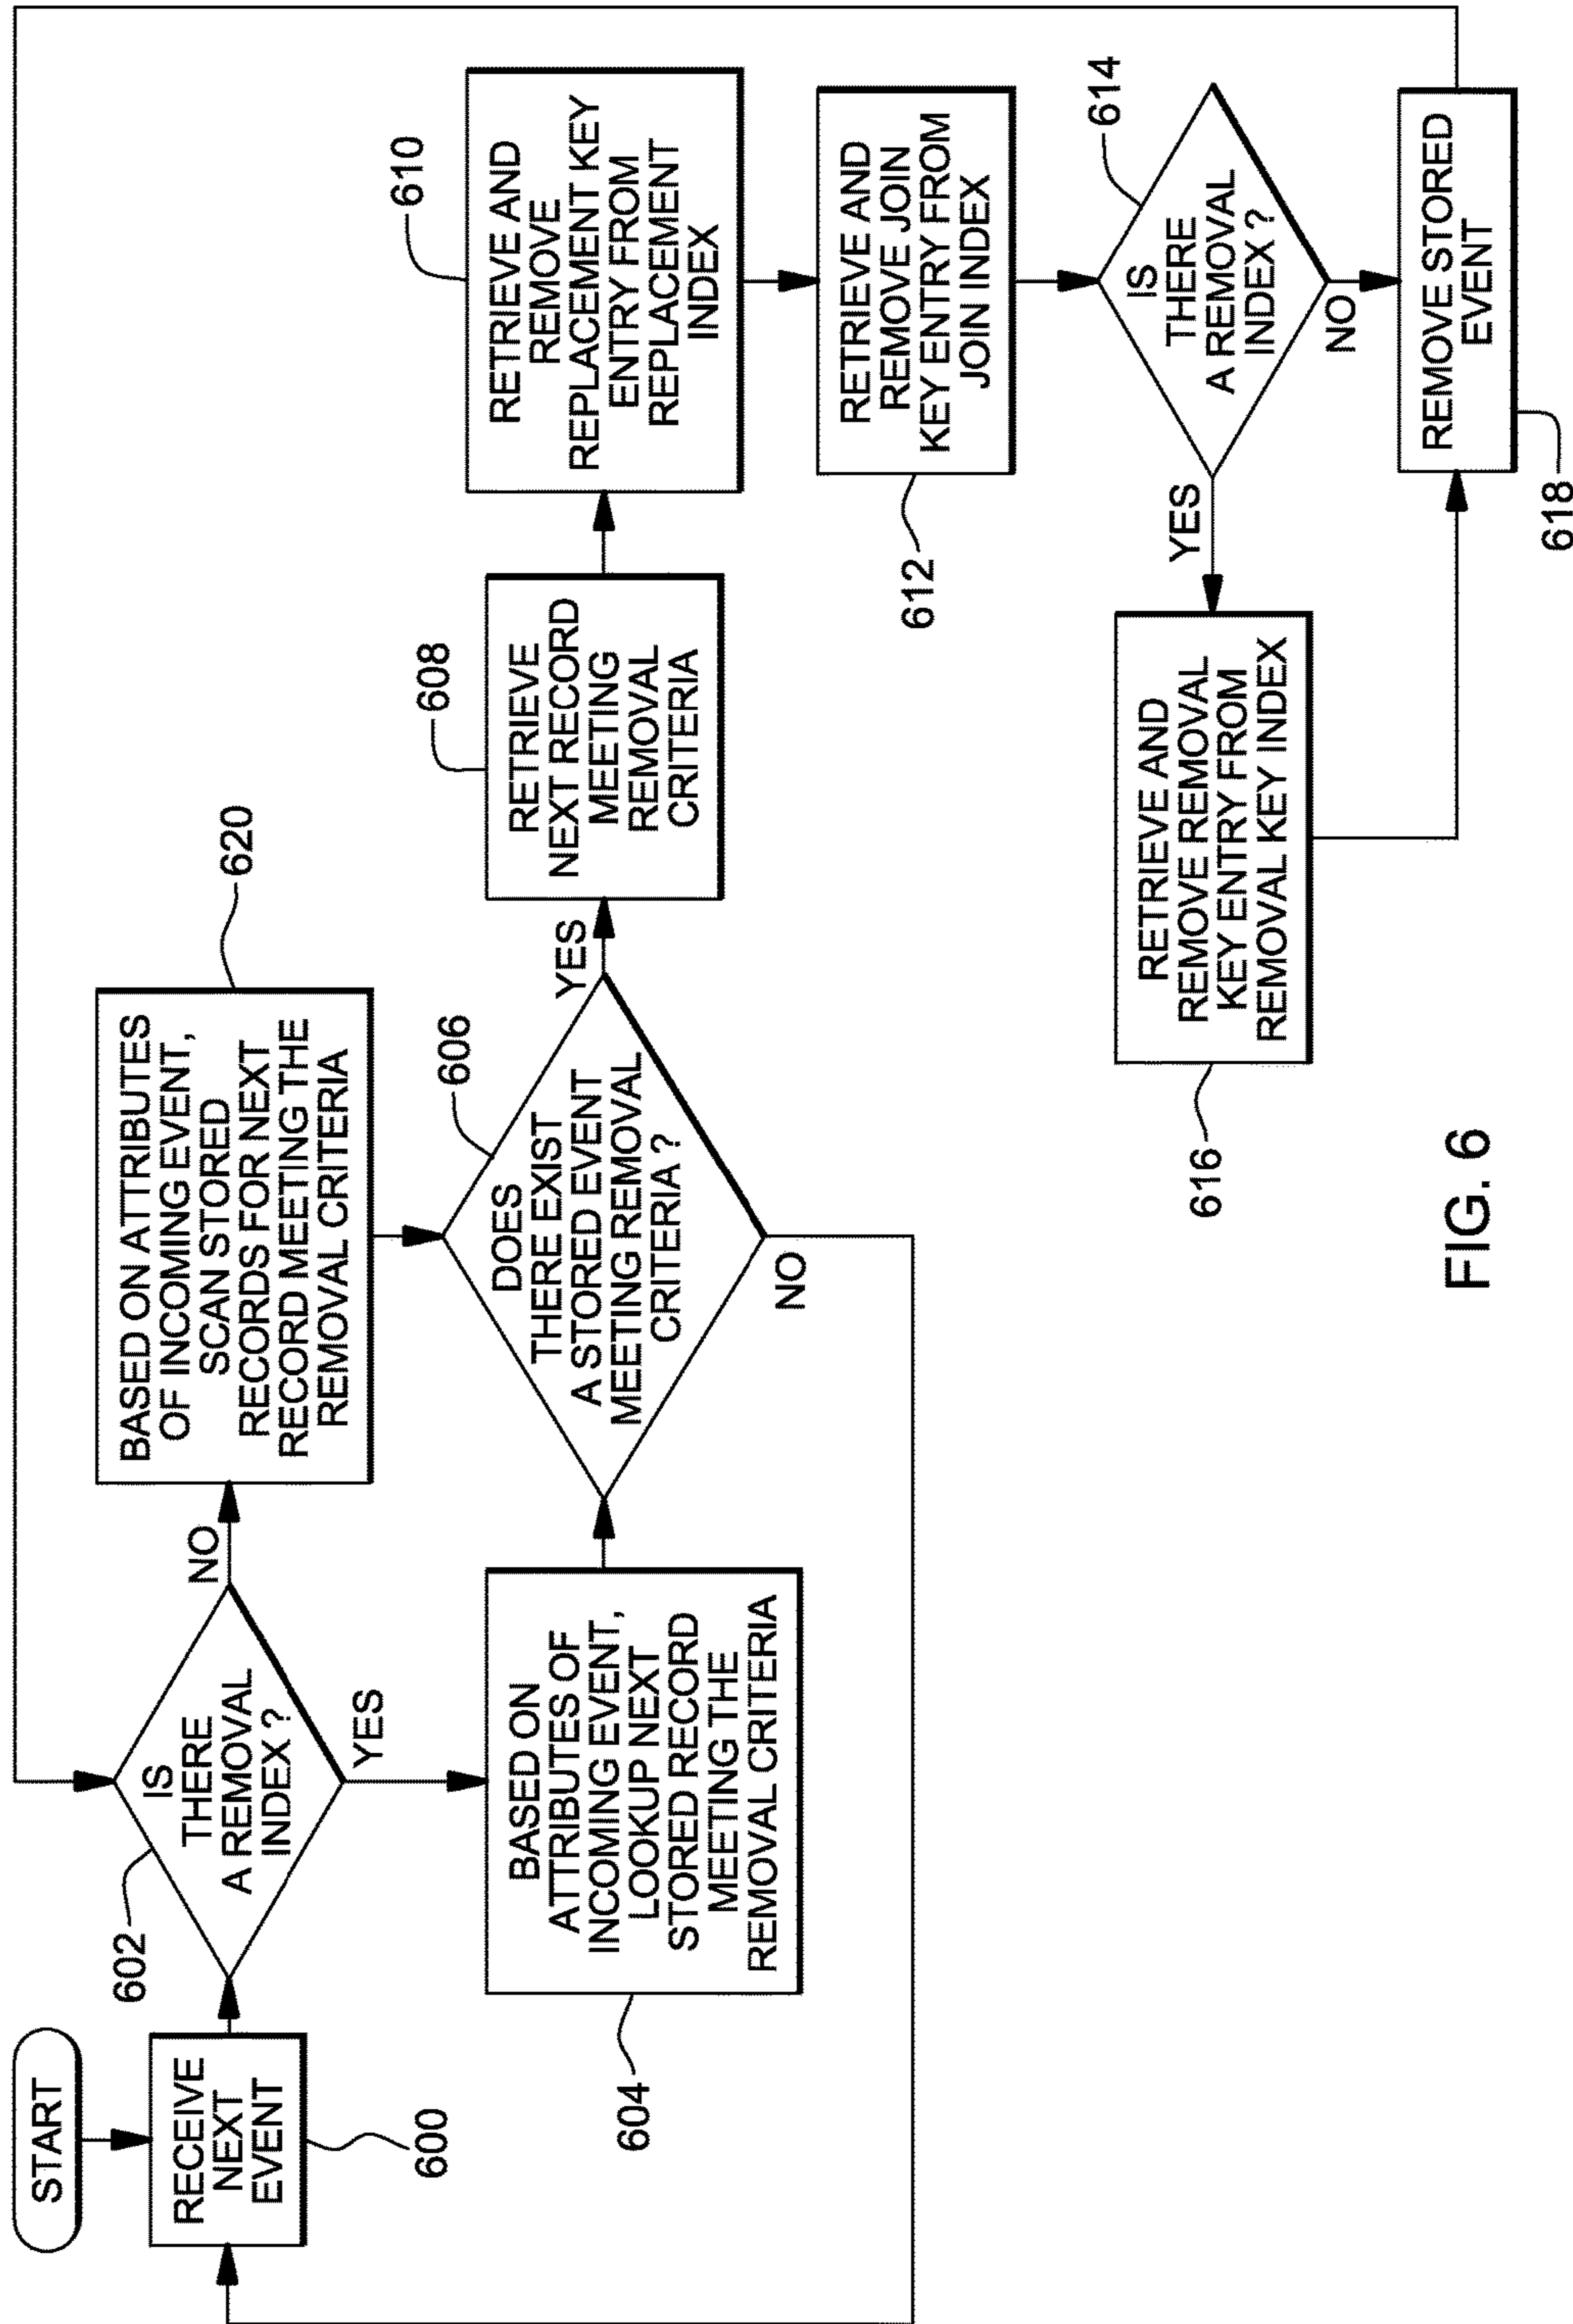 START
RECEIVE
NEXT
EVENT
600
602
IS
THERE
A REMOVAL
INDEX ?
NO
YES
BASED ON
ATTRIBUTES OF
INCOMING EVENT,
LOOKUP NEXT
STORED RECORD
MEETING THE
REMOVAL CRITERIA
604
BASED ON ATTRIBUTES
OF INCOMING EVENT,
SCAN STORED
RECORDS FOR NEXT
RECORD MEETING THE
REMOVAL CRITERIA
620
606
DOES
THERE EXIST
A STORED EVENT
MEETING REMOVAL
CRITERIA ?
YES
NO
608
RETRIEVE
NEXT RECORD
MEETING
REMOVAL
CRITERIA
610
RETRIEVE AND
REMOVE
REPLACEMENT KEY
ENTRY FROM
REPLACEMENT
INDEX
RETRIEVE AND
REMOVE JOIN
KEY ENTRY FROM
JOIN INDEX
612
614
IS
THERE
A REMOVAL
INDEX ?
YES
NO
RETRIEVE AND
REMOVE REMOVAL
KEY ENTRY FROM
REMOVAL KEY INDEX
616
REMOVE STORED
EVENT
618
FIG. 6